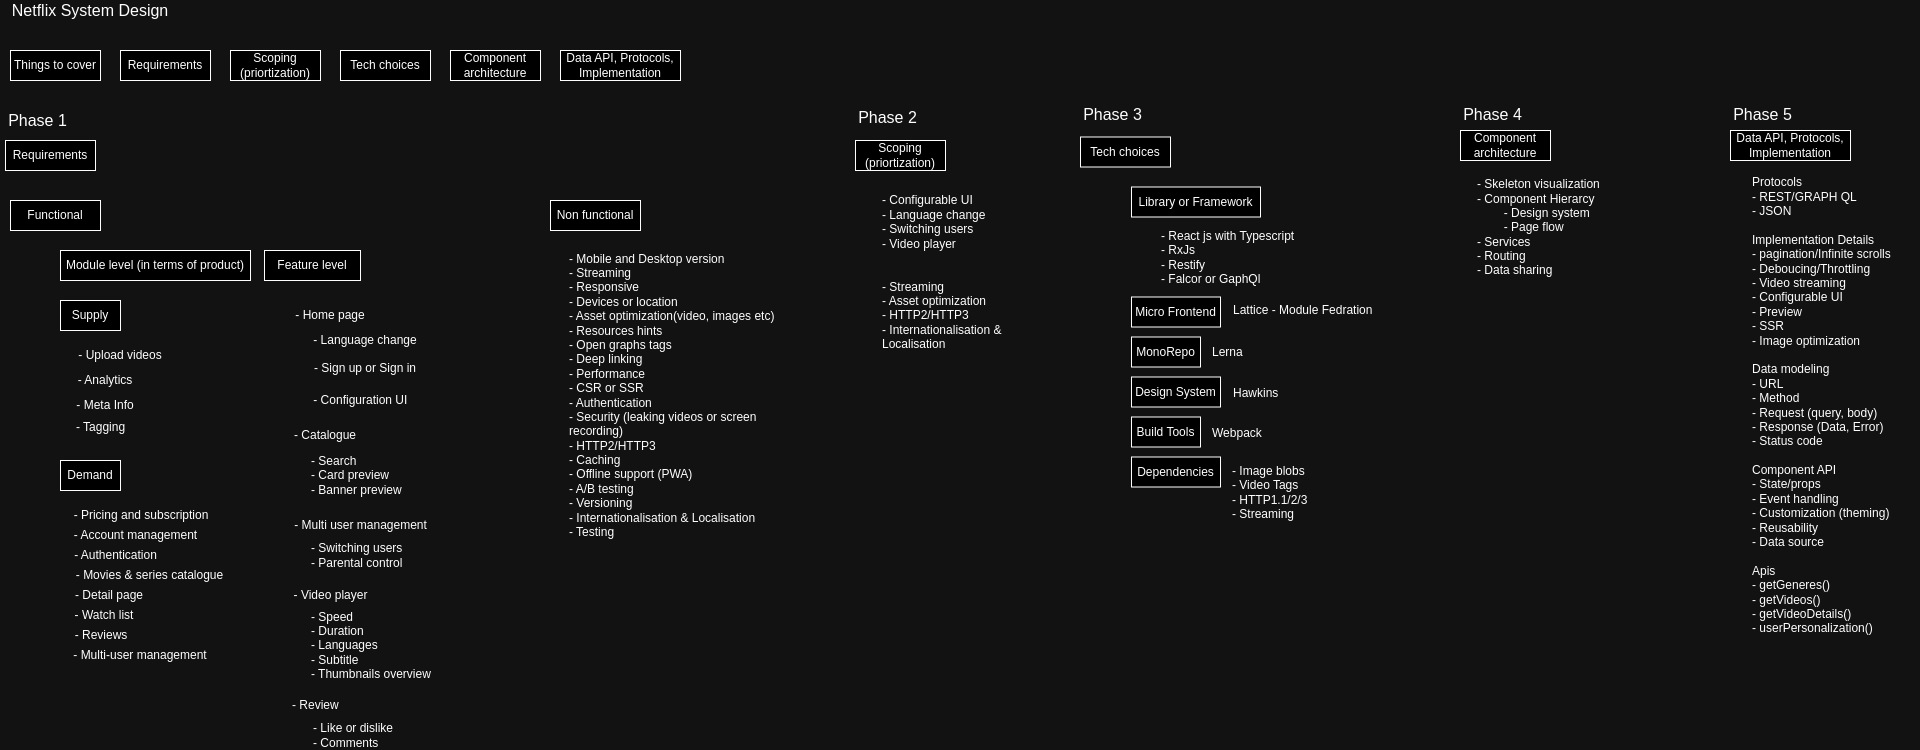 Netflix System Design
Things to cover
Requirements
Scoping
(priortization)
Tech choices
Component
architecture
Data API, Protocols,
Implementation
Phase 1
Requirements
Functional
Module level (in terms of product)
Supply
- Upload videos
- Analytics
- Meta Info
- Tagging
Demand
- Pricing and subscription
- Account management
- Authentication
- Movies & series catalogue
- Detail page
- Watch list
- Reviews
- Multi-user management
Feature level
- Home page
- Language change
- Sign up or Sign in
- Configuration UI
- Catalogue
- Search
- Card preview
- Banner preview
- Multi user management
- Switching users
- Parental control
- Video player
- Speed
- Duration
- Languages
- Subtitle
- Thumbnails overview
- Review
- Like or dislike
- Comments
Non functional
- Mobile and Desktop version
- Streaming
- Responsive
- Devices or location
- Asset optimization(video, images etc)
- Resources hints
- Open graphs tags
- Deep linking
- Performance
- CSR or SSR
- Authentication
- Security (leaking videos or screen
recording)
- HTTP2/HTTP3
- Caching
- Offline support (PWA)
- A/B testing
- Versioning
- Internationalisation & Localisation
- Testing
Phase 2
Scoping
(priortization)
- Configurable UI
- Language change
- Switching users
- Video player
- Streaming
- Asset optimization
- HTTP2/HTTP3
- Internationalisation &
Localisation
Phase 3
Tech choices
Library or Framework
- React js with Typescript
- RxJs
- Restify
- Falcor or GaphQl
Micro Frontend
Lattice - Module Fedration
MonoRepo
Lerna
Design System
Hawkins
Build Tools
Webpack
Dependencies
- Image blobs
- Video Tags
- HTTP1.1/2/3
- Streaming
Phase 4
Component
architecture
- Skeleton visualization
- Component Hierarcy
- Design system
- Page flow
- Services
- Routing
- Data sharing
Phase 5
Data API, Protocols,
Implementation
Protocols
- REST/GRAPH QL
- JSON
Implementation Details
- pagination/Infinite scrolls
- Deboucing/Throttling
- Video streaming
- Configurable UI
- Preview
- SSR
- Image optimization
Data modeling
- URL
- Method
- Request (query, body)
- Response (Data, Error)
- Status code
Component API
- State/props
- Event handling
- Customization (theming)
- Reusability
- Data source
Apis
- getGeneres()
- getVideos()
- getVideoDetails()
- userPersonalization()